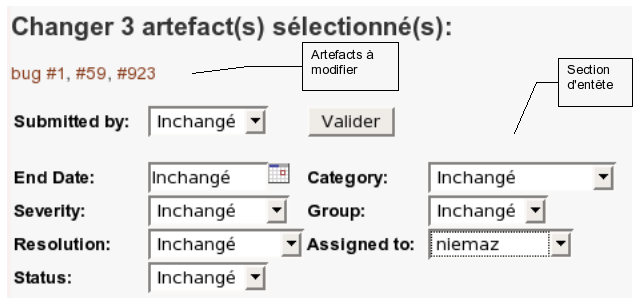 Changer 3 artefact(s) sélectionné(s):
bug #1, #59, #923
Artefacts à
modifier
Section
d'entête
Submitted by: Inchangé Valider
End Date: Inchangé Category: Inchangé
Severity: Inchangé Group: Inchangé
Resolution: Inchangé Assigned to: niemaz
Status: Inchangé